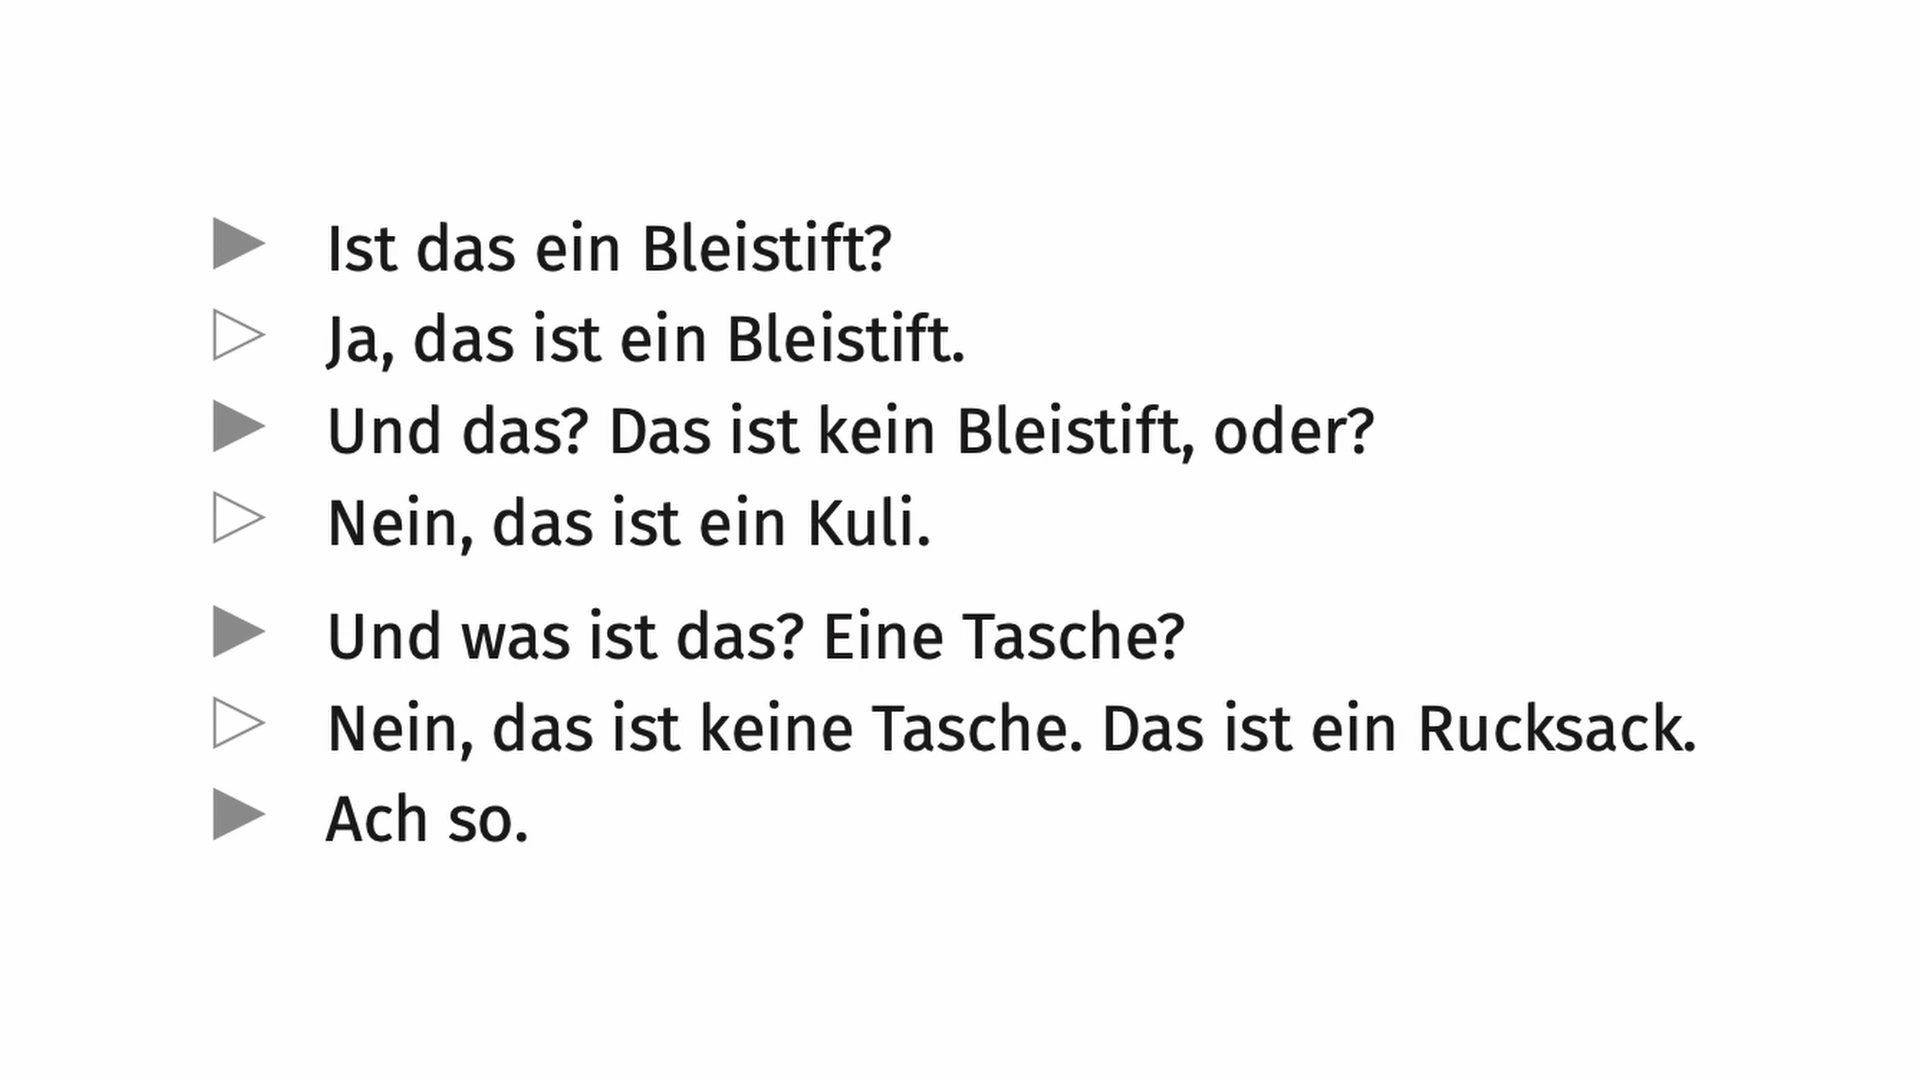 Ist das ein Bleistift?
Ja, das ist ein Bleistift.
Und das? Das ist kein Bleistift, oder?
Nein, das ist ein Kuli.
Und was ist das? Eine Tasche?
Nein, das ist keine Tasche. Das ist ein Rucksack.
Ach so.